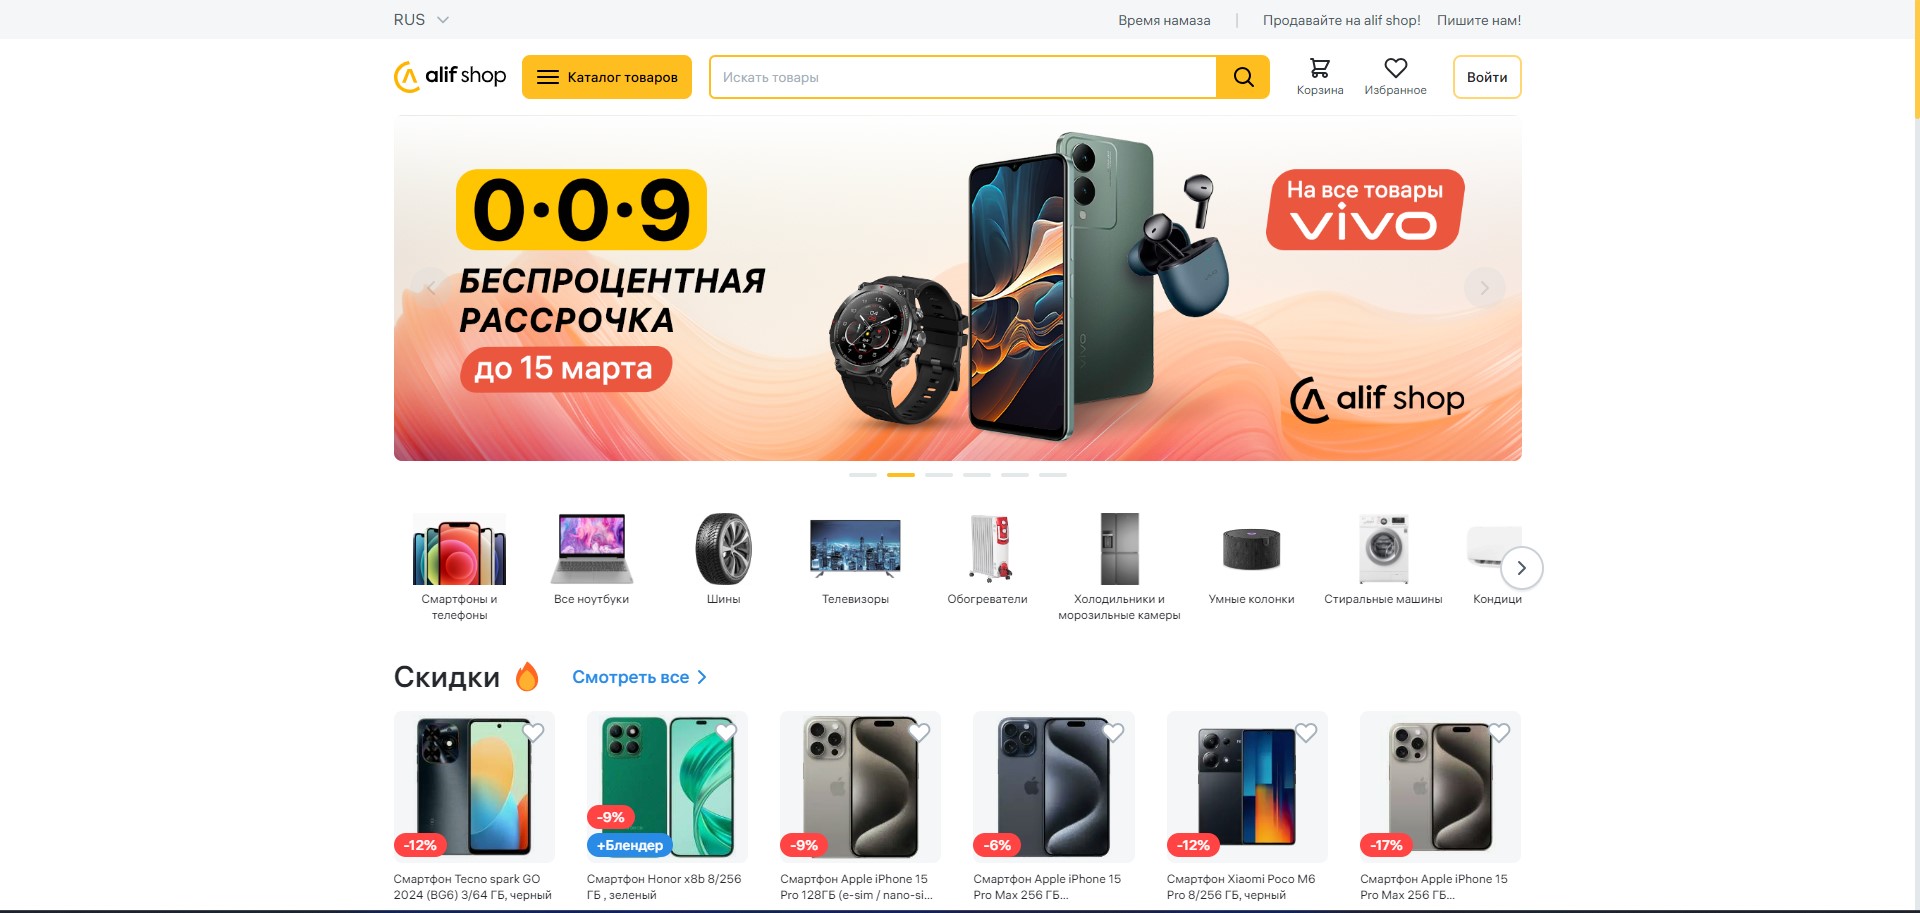 RUS
Время намаза
Продавайте на alif shop!
Пишите нам!
alif shop
Каталог товаров
Искать товары
Корзина
Избранное
Войти
0•0•9
БЕСПРОЦЕНТНАЯ
РАССРОЧКА
до 15 марта
На все товары
vivo
alif shop
Смартфоны и
телефоны
Все ноутбуки
Шины
Телевизоры
Обогреватели
Холодильники и
морозильные камеры
Умные колонки
Стиральные машины
Кондици
Скидки
Смотреть все
-12%
Смартфон Tecno spark GO
2024 (BG6) 3/64 ГБ, черный
-9%
+Блендер
Смартфон Honor x8b 8/256
ГБ , зеленый
-9%
Смартфон Apple iPhone 15
Pro 128ГБ (e-sim / nano-si...
-6%
Смартфон Apple iPhone 15
Pro Max 256 ГБ...
-12%
Смартфон Xiaomi Poco M6
Pro 8/256 ГБ, черный
-17%
Смартфон Apple iPhone 15
Pro Max 256 ГБ...